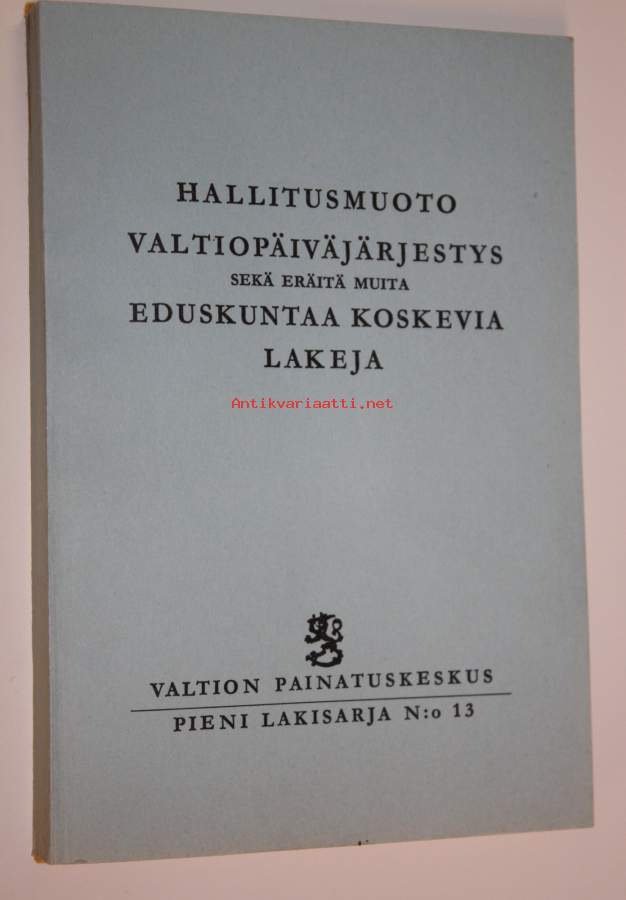 HALLITUSMUOTO
VALTIOPÄIVÄJÄRJESTYS
SEKÄ ERÄITÄ MUITA
EDUSKUNTAA KOSKEVIA
LAKEJA
Antikvariaatti.net
VALTION PAINATUSKESKUS
PIENI LAKISARJA N:o 13